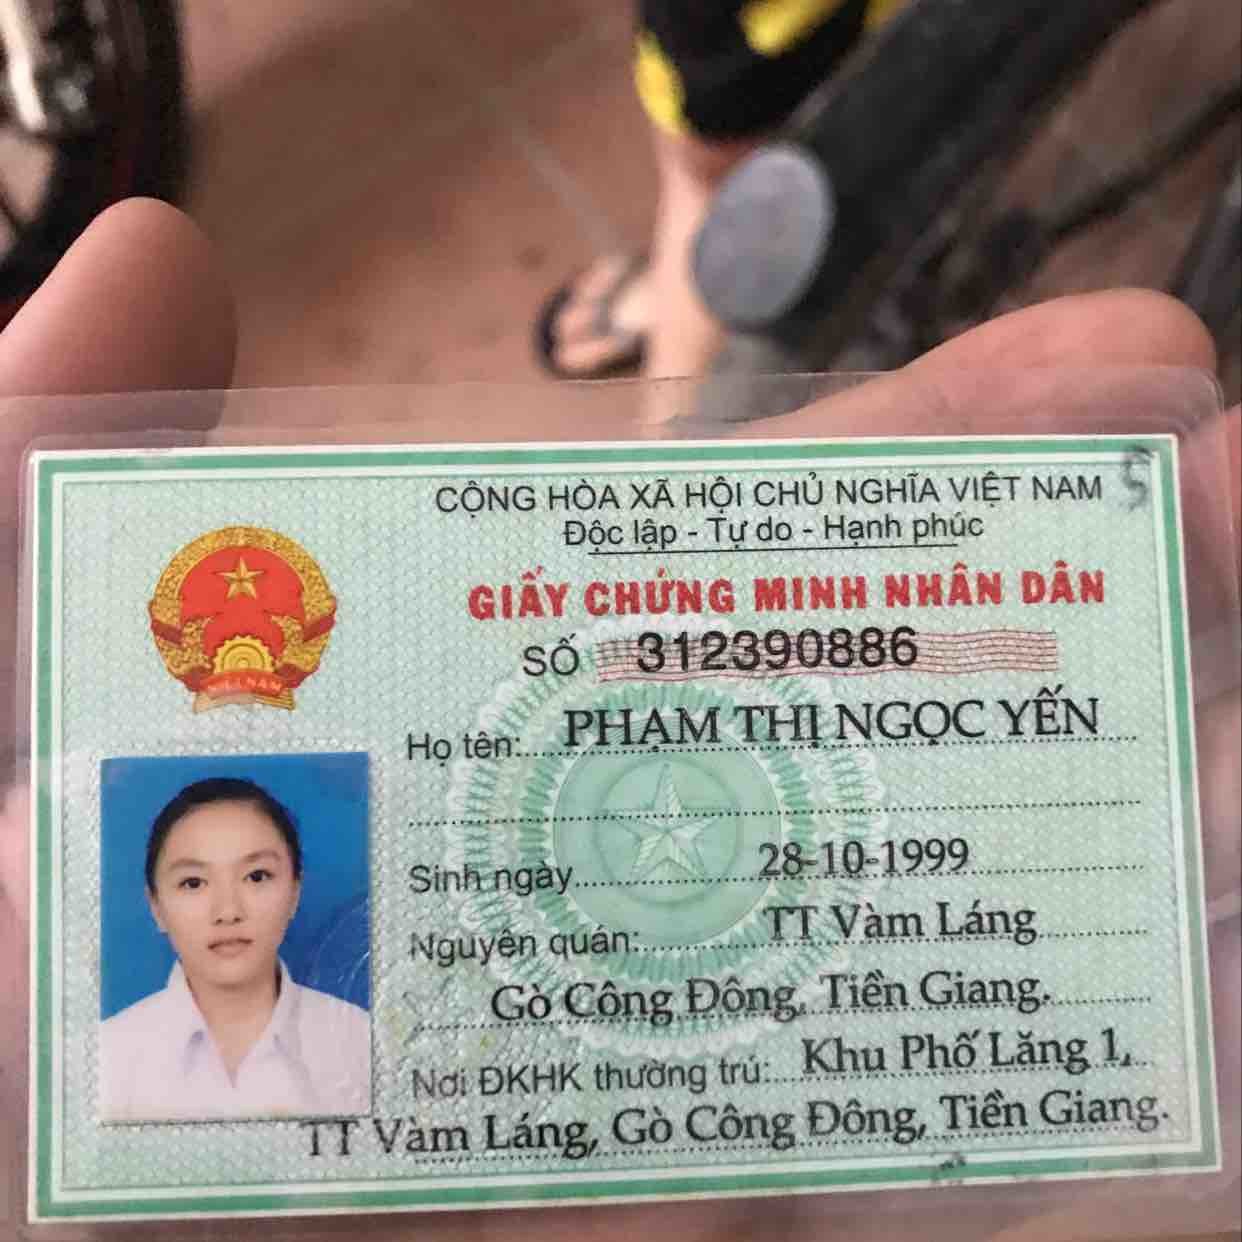 CỘNG HÒA XÃ HỘI CHỦ NGHĨA VIỆT NAM 5
Độc lập - Tự do - Hạnh phúc
GIẤY CHỨNG MINH NHÂN DÂN
SỐ 312390886
Họ tên: PHẠM THỊ NGỌC YẾN
Sinh ngày 28-10-1999
Nguyên quán: TT Vàm Láng
Gò Công Đông, Tiền Giang.
Nơi ĐKHK thường trú: Khu Phố Lăng 1,
TT Vàm Láng, Gò Công Đông, Tiền Giang.
VIỆT NAM